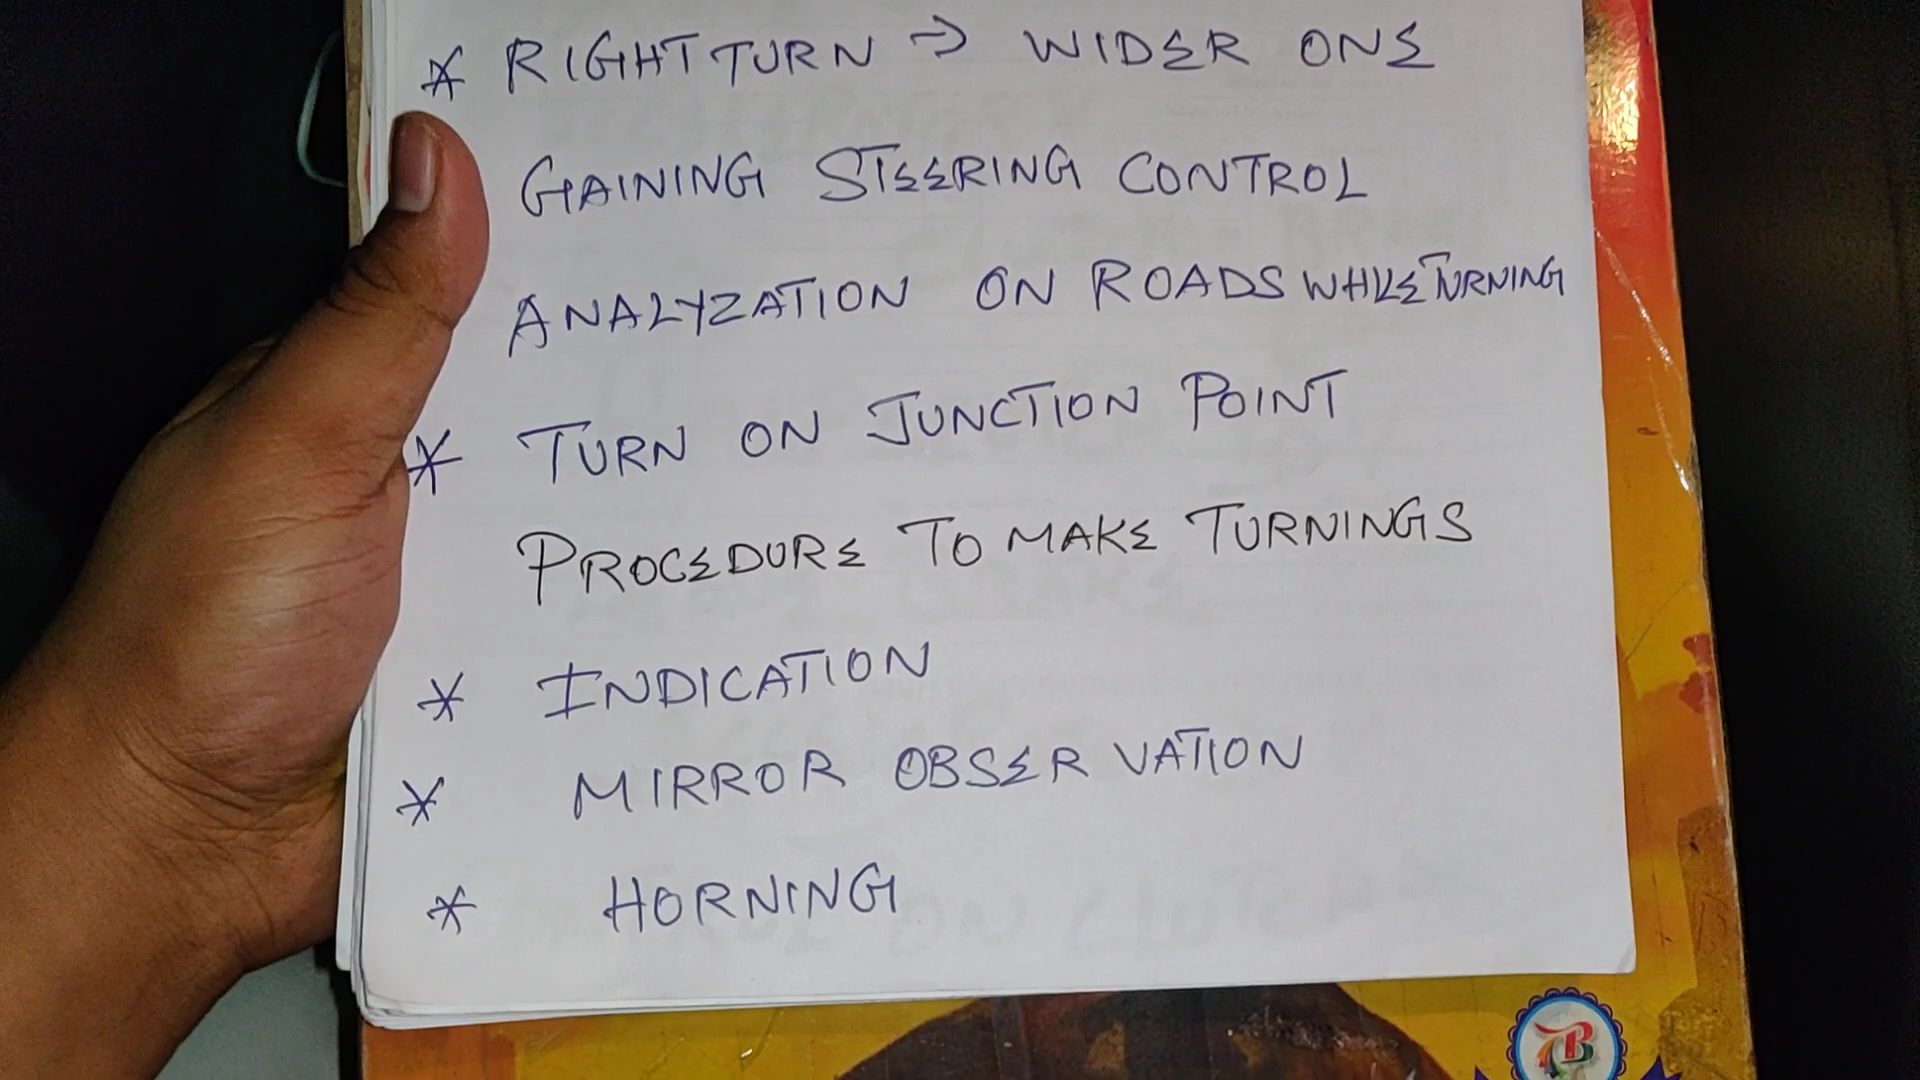 * RIGHT TURN → WIDER ONE
GAINING STEERING CONTROL
ANALYZATION ON ROADS WHILE TURNING
* TURN ON JUNCTION POINT
PROCEDURE TO MAKE TURNINGS
* INDICATION
* MIRROR OBSERVATION
* HORNING